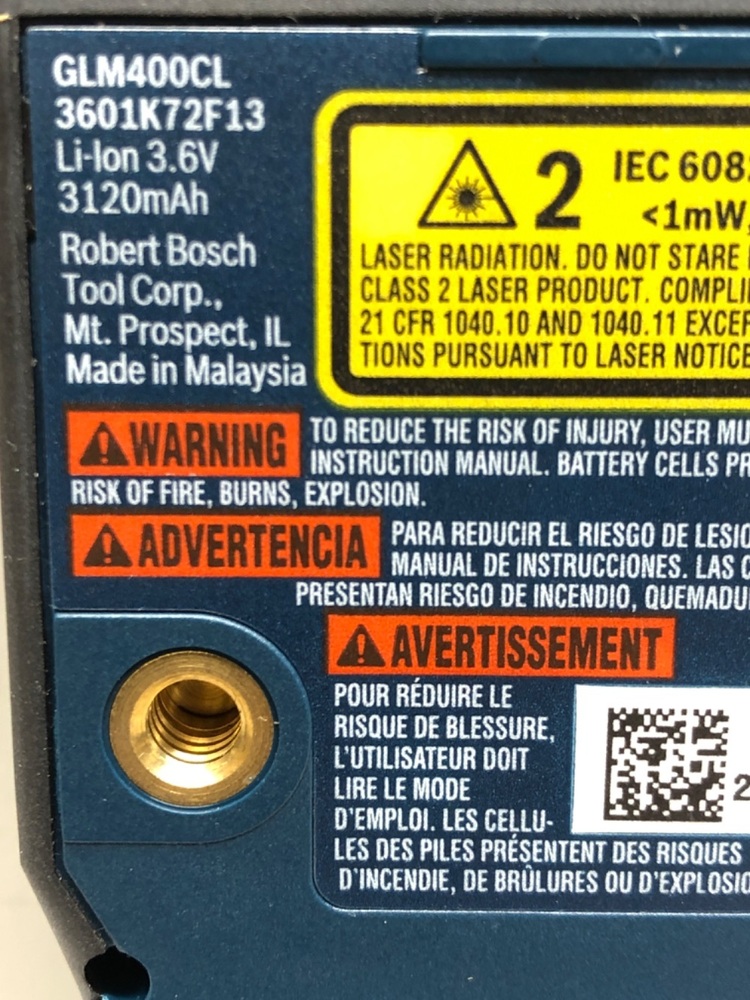 GLM400CL
3601K72F13
Li-Ion 3.6V
3120mAh
Robert Bosch
Tool Corp.,
Mt. Prospect, IL
Made in Malaysia
2
IEC 608
<1mW,
LASER RADIATION. DO NOT STARE
CLASS 2 LASER PRODUCT. COMPLI
21 CFR 1040.10 AND 1040.11 EXCEP
TIONS PURSUANT TO LASER NOTICE
WARNING TO REDUCE THE RISK OF INJURY, USER MU
INSTRUCTION MANUAL. BATTERY CELLS PR
RISK OF FIRE, BURNS, EXPLOSION.
ADVERTENCIA PARA REDUCIR EL RIESGO DE LESIO
MANUAL DE INSTRUCCIONES. LAS C
PRESENTAN RIESGO DE INCENDIO, QUEMADU
AVERTISSEMENT
POUR RÉDUIRE LE
RISQUE DE BLESSURE,
L'UTILISATEUR DOIT
LIRE LE MODE
D'EMPLOI. LES CELLU-
LES DES PILES PRÉSENTENT DES RISQUES
D'INCENDIE, DE BRÛLURES OU D'EXPLOSIO
2